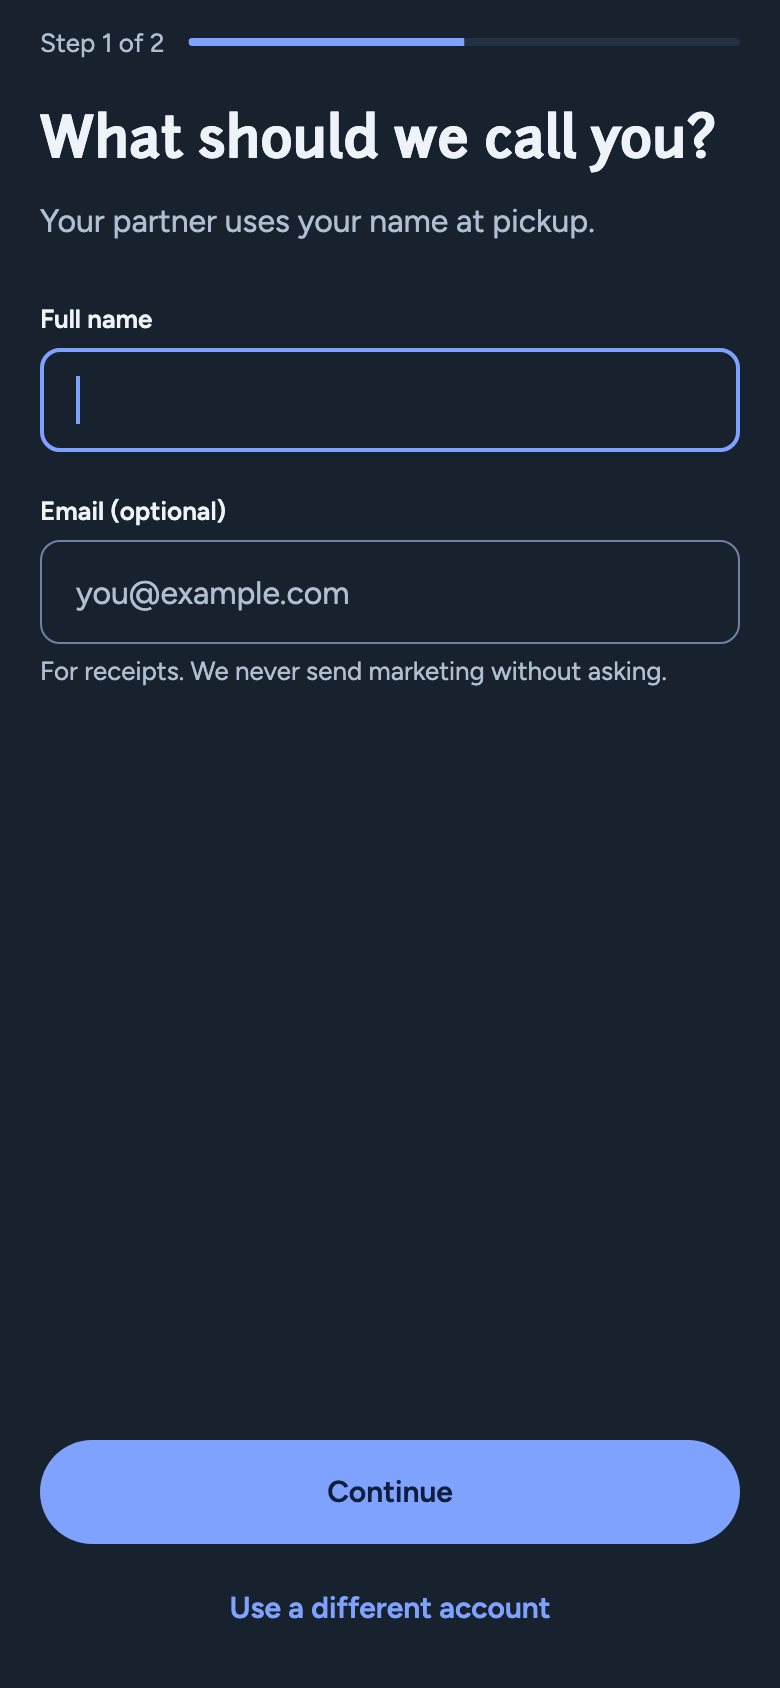 Step 1 of 2
What should we call you?
Your partner uses your name at pickup.
Full name
Email (optional)
you@example.com
For receipts. We never send marketing without asking.
Continue
Use a different account